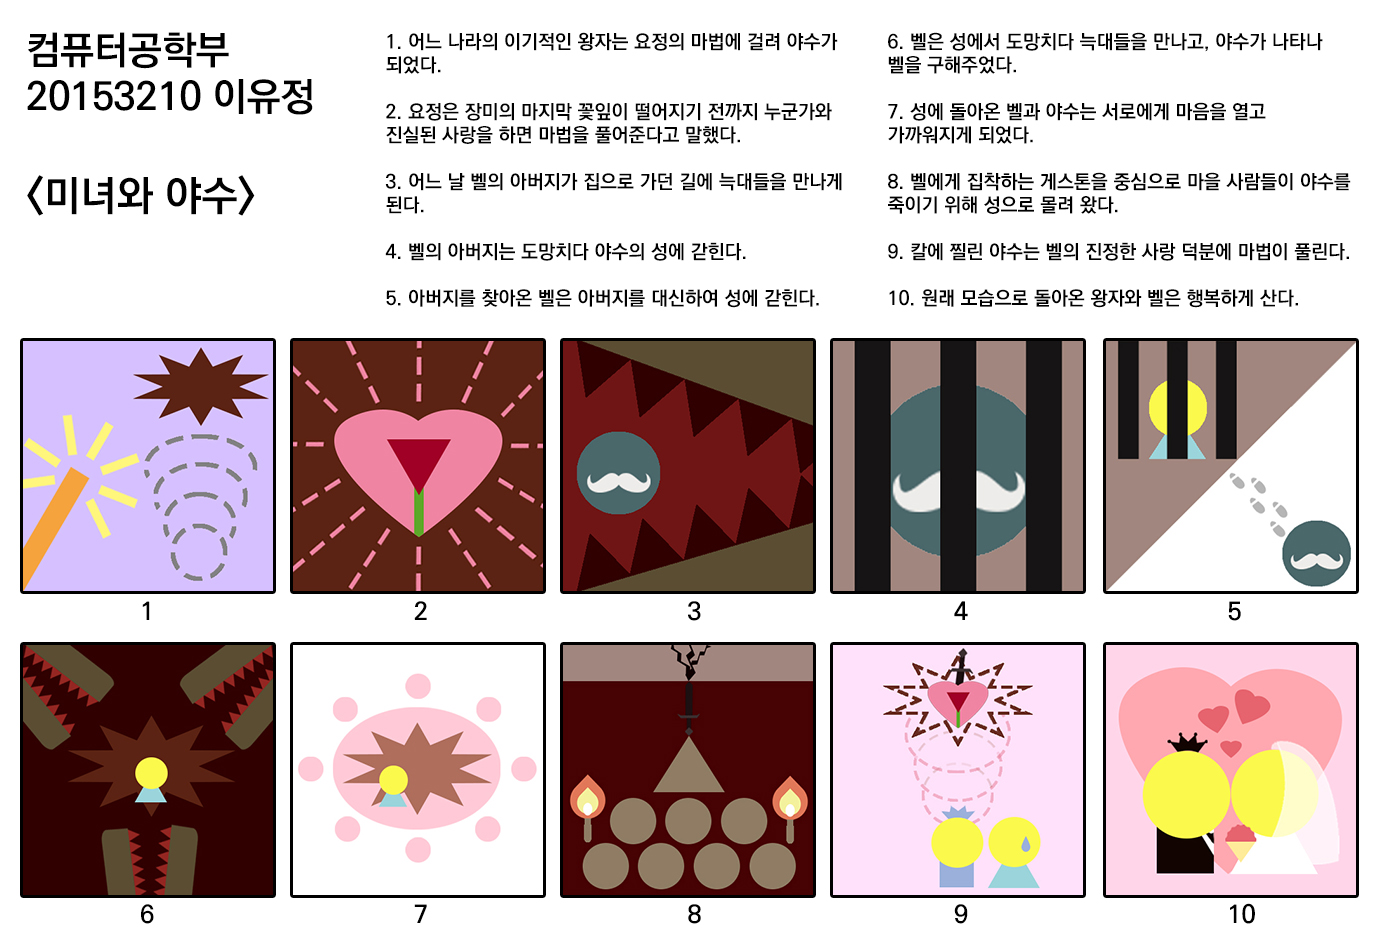 컴퓨터공학부
20153210 이유정
<미녀와 야수>
1. 어느 나라의 이기적인 왕자는 요정의 마법에 걸려 야수가
되었다.
2. 요정은 장미의 마지막 꽃잎이 떨어지기 전까지 누군가와
진실된 사랑을 하면 마법을 풀어준다고 말했다.
3. 어느 날 벨의 아버지가 집으로 가던 길에 늑대들을 만나게
된다.
4. 벨의 아버지는 도망치다 야수의 성에 갇힌다.
5. 아버지를 찾아온 벨은 아버지를 대신하여 성에 갇힌다.
6. 벨은 성에서 도망치다 늑대들을 만나고, 야수가 나타나
벨을 구해주었다.
7. 성에 돌아온 벨과 야수는 서로에게 마음을 열고
가까워지게 되었다.
8. 벨에게 집착하는 게스톤을 중심으로 마을 사람들이 야수를
죽이기 위해 성으로 몰려 왔다.
9. 칼에 찔린 야수는 벨의 진정한 사랑 덕분에 마법이 풀린다.
10. 원래 모습으로 돌아온 왕자와 벨은 행복하게 산다.
1
2
3
4
5
6
7
8
9
10